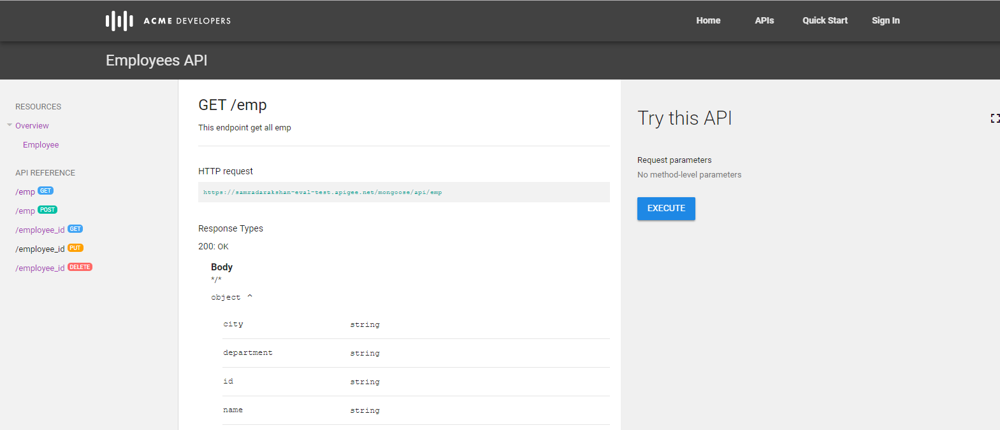 ACME DEVELOPERS
Home APIs Quick Start Sign In
Employees API
RESOURCES
Overview
Employee
API REFERENCE
/emp GET
/emp POST
/employee_id GET
/employee_id PUT
/employee_id DELETE
GET /emp
This endpoint get all emp
HTTP request
https://samradarakshan-eval-test.apigee.net/mongoose/api/emp
Response Types
200: OK
Body
*/*
object ^
city string
department string
id string
name string
Try this API
Request parameters
No method-level parameters
EXECUTE